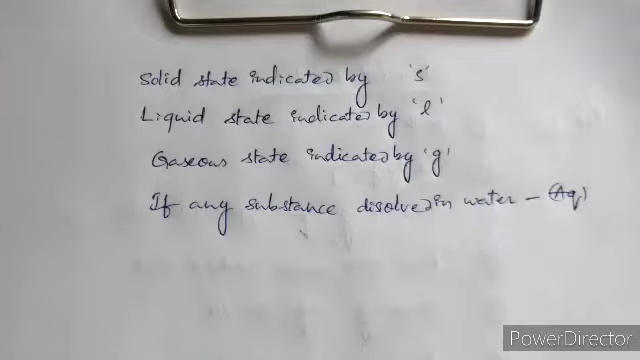 Solid state indicated by 's'
Liquid state indicated by 'l'
Gaseous state indicated by 'g'
If any substance disolved in water - (Aq)
PowerDirector